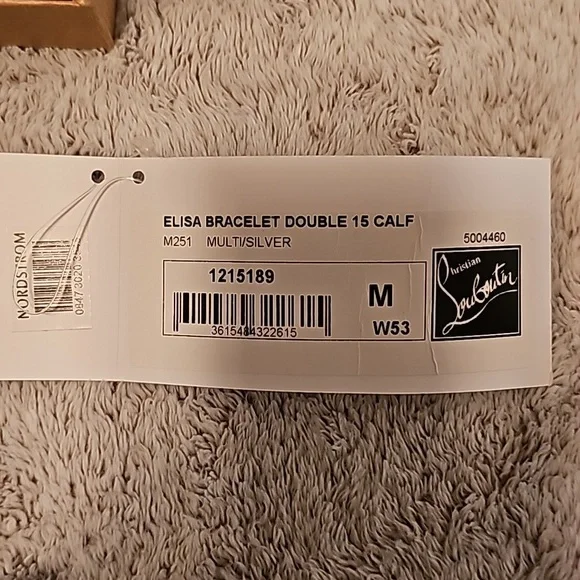 NORDSTROM
ELISA BRACELET DOUBLE 15 CALF
M251 MULTI/SILVER
5004460
1215189
3615484322615
M
W53
Christian
Louboutin